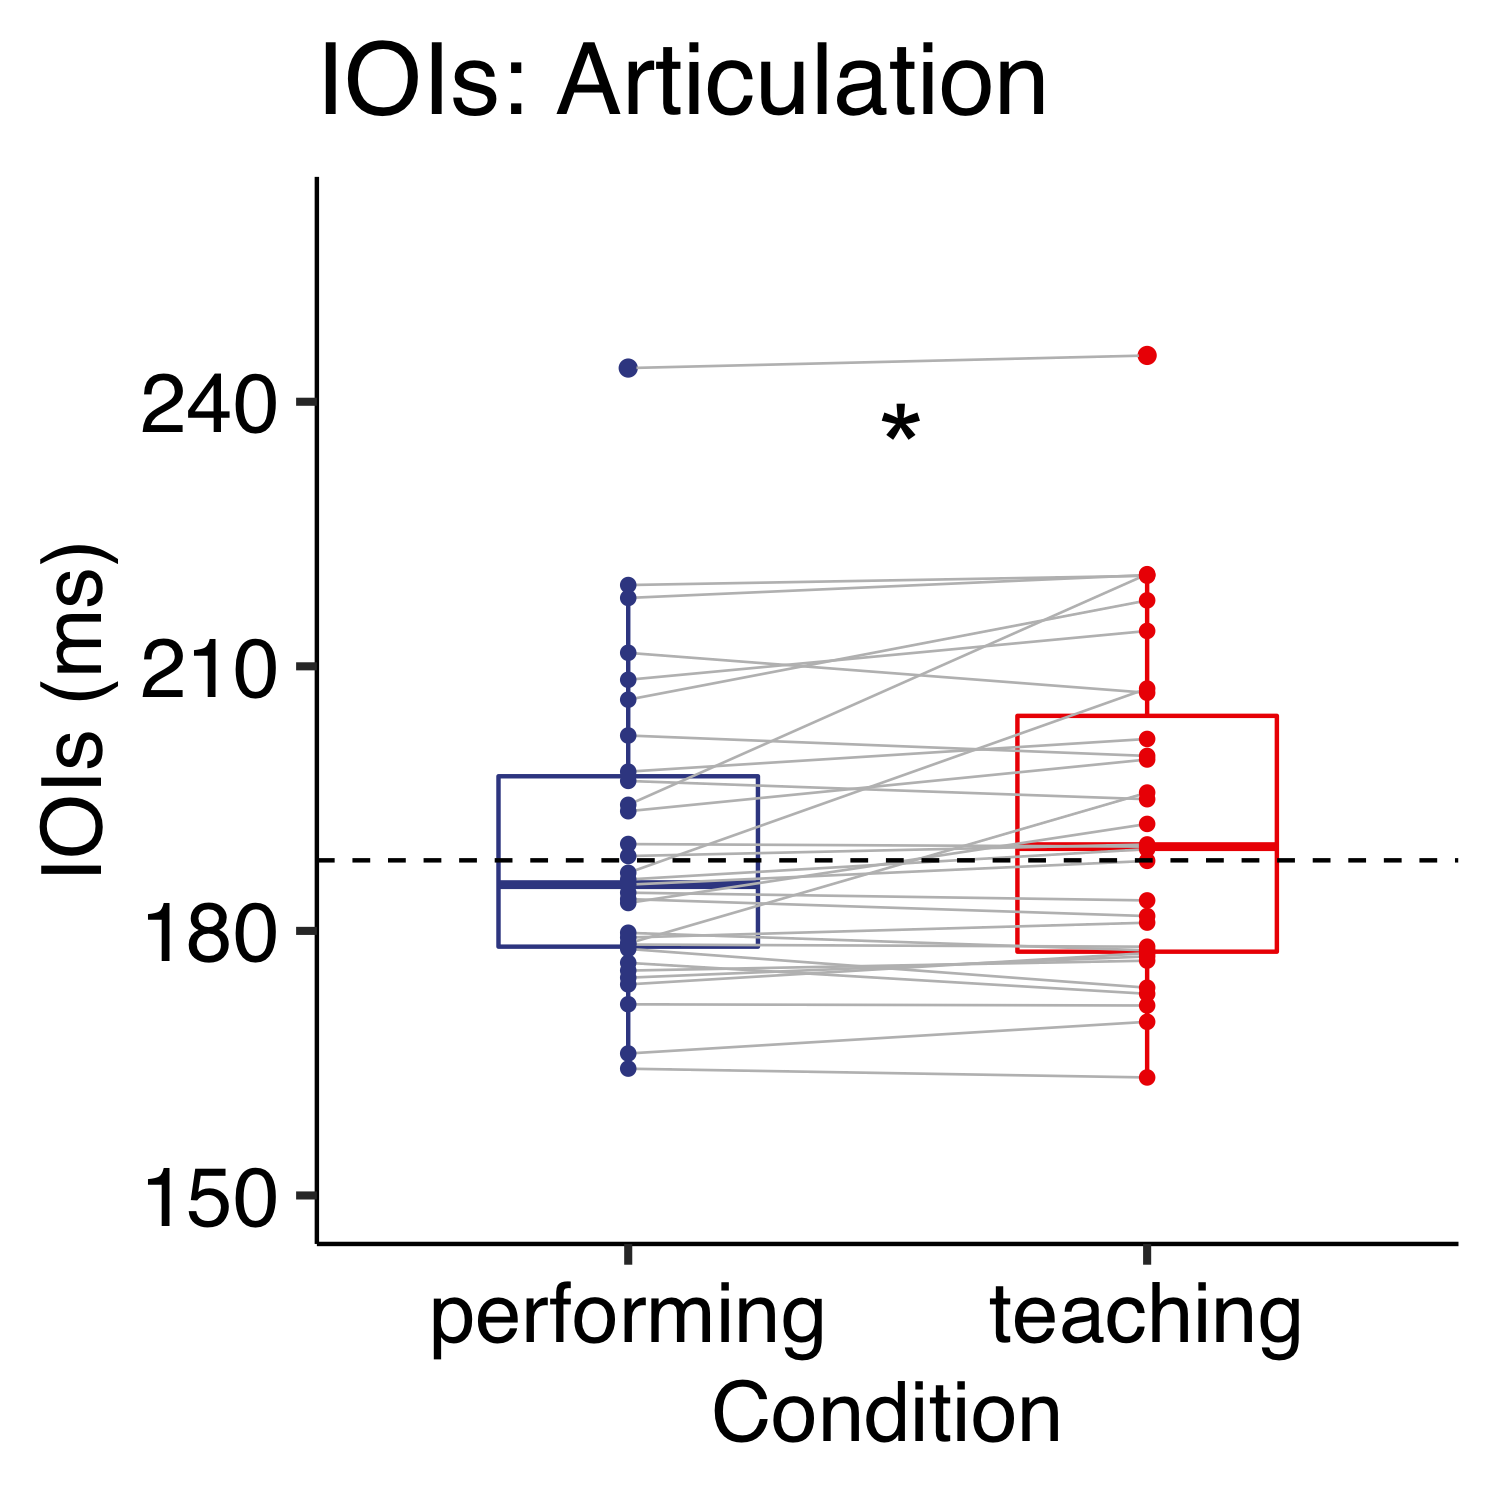 IOIs: Articulation
IOIs (ms)
240
*
210
180
150
performing teaching
Condition